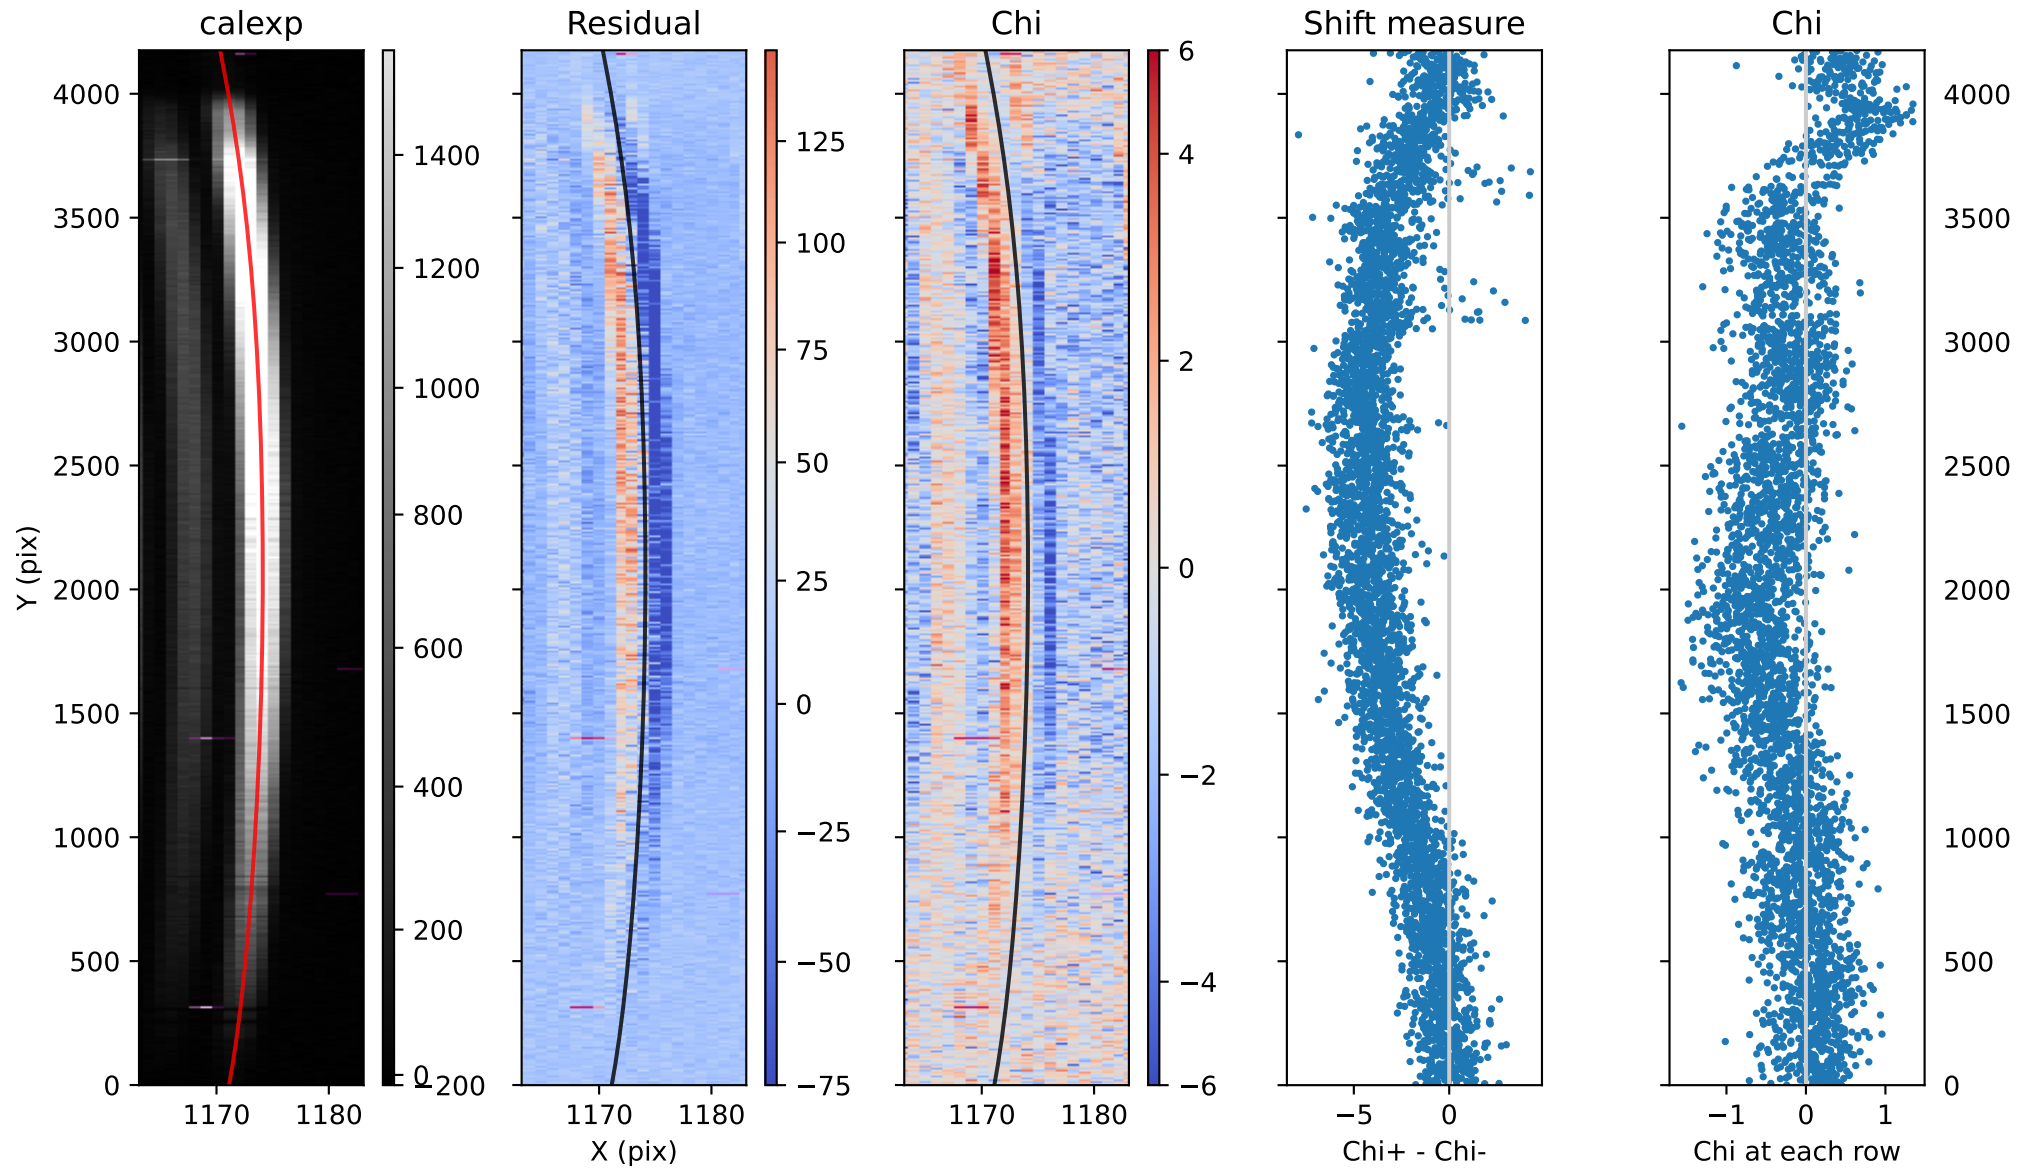 calexp Residual Chi Shift measure Chi
Y (pix)
4000 3500 3000 2500 2000 1500 1000 500 0
1170 1180
1400 1200 1000 800 600 400 200 0 −200
1170 1180
X (pix)
125 100 75 50 25 0 −25 −50 −75
1170 1180
6 4 2 0 −2 −4 −6
−5 0
Chi+ - Chi-
−1 0 1
Chi at each row
4000 3500 3000 2500 2000 1500 1000 500 0